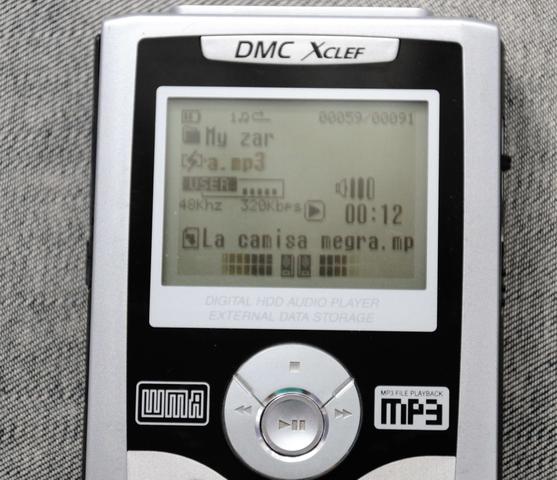 DMC XCLEF
00059/00091
My zar
a.mp3
USER
48Khz 320Kbps
00:12
La camisa megra.mp
DIGITAL HDD AUDIO PLAYER
EXTERNAL DATA STORAGE
WMA
MP3 FILE PLAYBACK
MP3